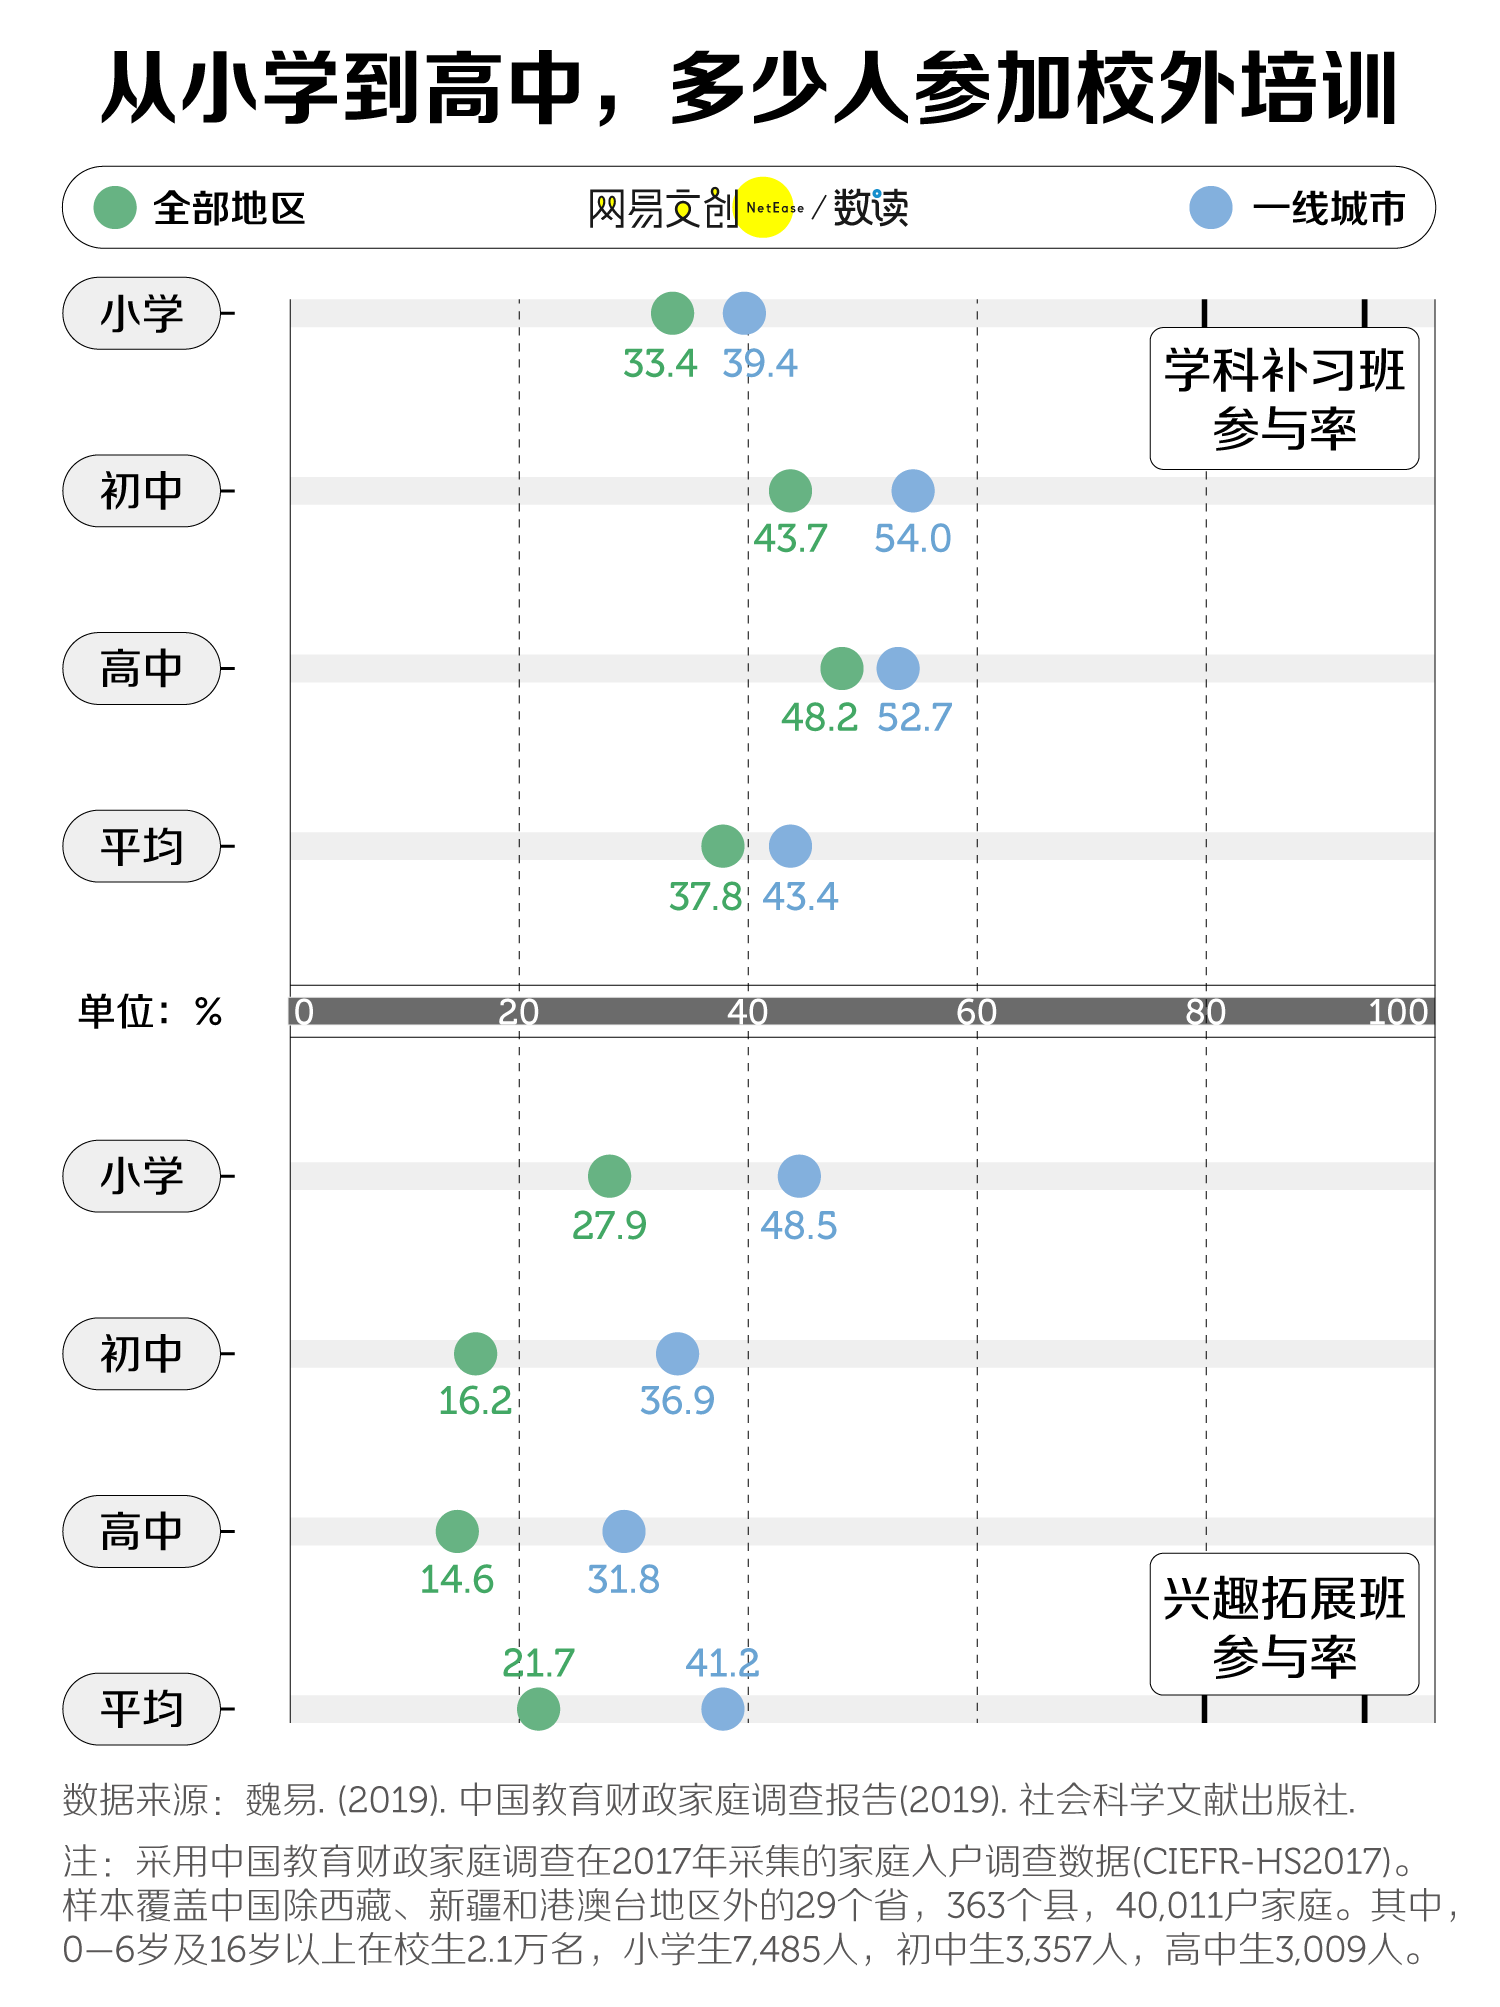 从小学到高中，多少人参加校外培训
全部地区
网易文创 NetEase / 数读
一线城市
小学
33.4 39.4
学科补习班
参与率
初中
43.7 54.0
高中
48.2 52.7
平均
37.8 43.4
单位：%
0 20 40 60 80 100
小学
27.9 48.5
初中
16.2 36.9
高中
14.6 31.8
兴趣拓展班
参与率
21.7 41.2
平均
数据来源：魏易. (2019). 中国教育财政家庭调查报告(2019). 社会科学文献出版社.
注：采用中国教育财政家庭调查在2017年采集的家庭入户调查数据(CIEFR-HS2017)。
样本覆盖中国除西藏、新疆和港澳台地区外的29个省，363个县，40,011户家庭。其中，
0—6岁及16岁以上在校生2.1万名，小学生7,485人，初中生3,357人，高中生3,009人。